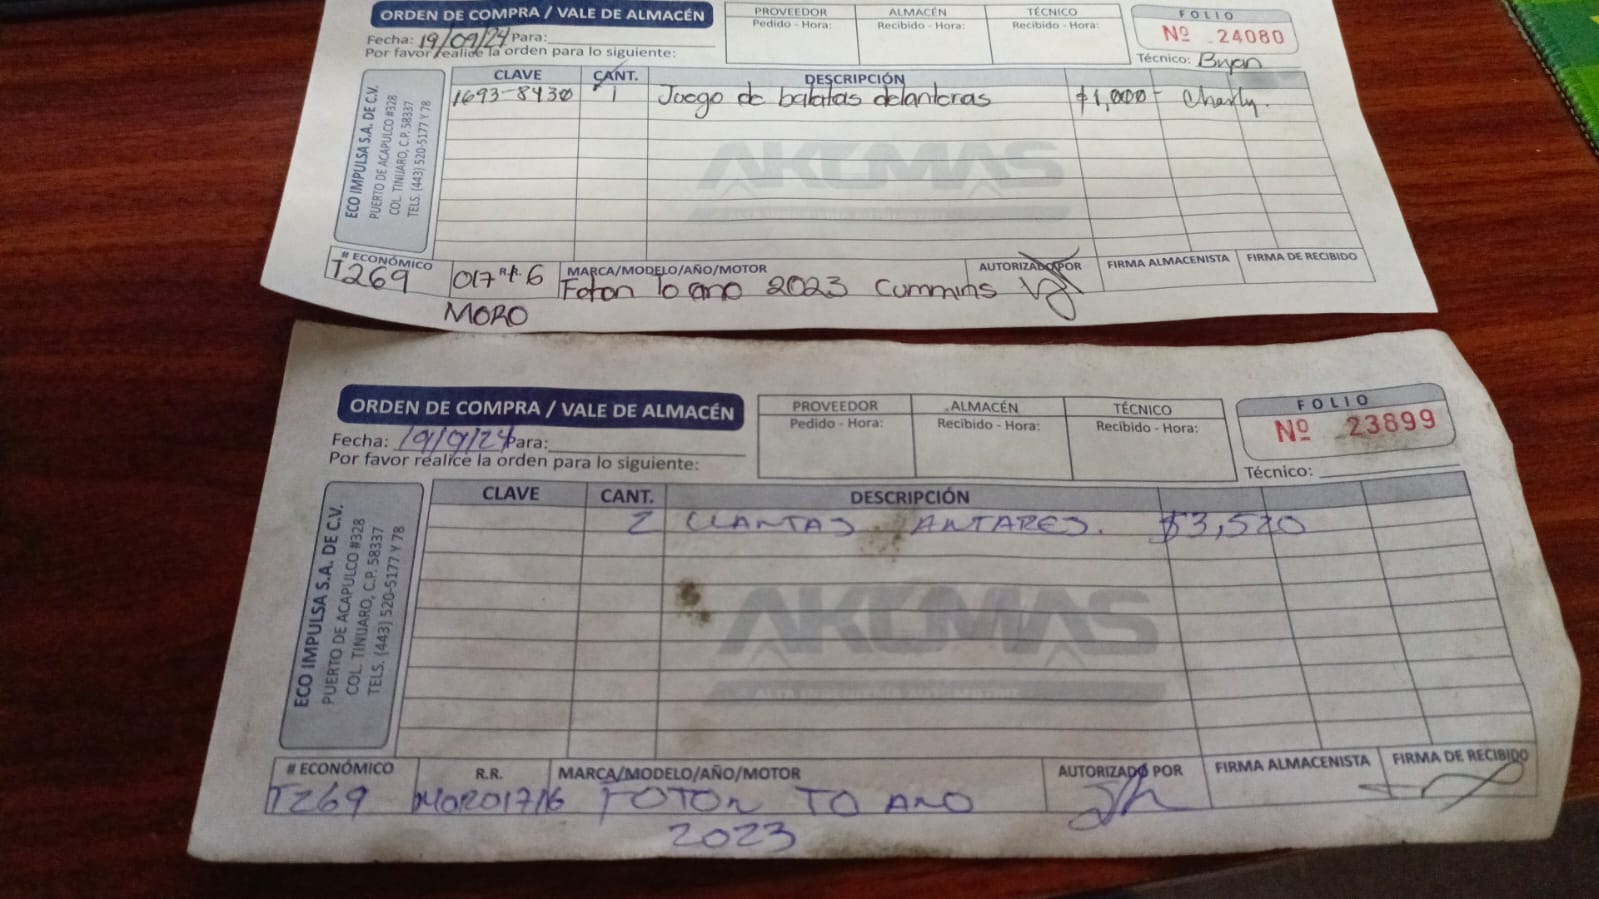 ORDEN DE COMPRA / VALE DE ALMACÉN
PROVEEDOR ALMACÉN TÉCNICO
Pedido - Hora: Recibido - Hora: Recibido - Hora:
FOLIO
Nº 24080
Fecha: 19/09/24 Para:
Por favor realice la orden para lo siguiente:
Técnico: Bryan
CLAVE CANT. DESCRIPCIÓN
1693-8430 1 Juego de balatas delanteras $1,000- Charly.
ECO IMPULSA S.A. DE C.V.
PUERTO DE ACAPULCO #328
COL. TINIJARO, C.P. 58337
TELS. (443) 520-5177 Y 78
AKUMAS
# ECONÓMICO R.R. MARCA/MODELO/AÑO/MOTOR AUTORIZADO POR FIRMA ALMACENISTA FIRMA DE RECIBIDO
T269 017 6 Foton To ano 2023 Cummins
MORO
ORDEN DE COMPRA / VALE DE ALMACÉN
PROVEEDOR ALMACÉN TÉCNICO
Pedido - Hora: Recibido - Hora: Recibido - Hora:
FOLIO
Nº 23899
Fecha: 19/9/24 Para:
Por favor realice la orden para lo siguiente:
Técnico:
CLAVE CANT. DESCRIPCIÓN
2 LLANTAS ANTARES. $3,520
ECO IMPULSA S.A. DE C.V.
PUERTO DE ACAPULCO #328
COL. TINIJARO, C.P. 58337
TELS. (443) 520-5177 Y 78
AKUMAS
# ECONÓMICO R.R. MARCA/MODELO/AÑO/MOTOR AUTORIZADO POR FIRMA ALMACENISTA FIRMA DE RECIBIDO
T269 MORO17/6 FOTON TO ANO
2023